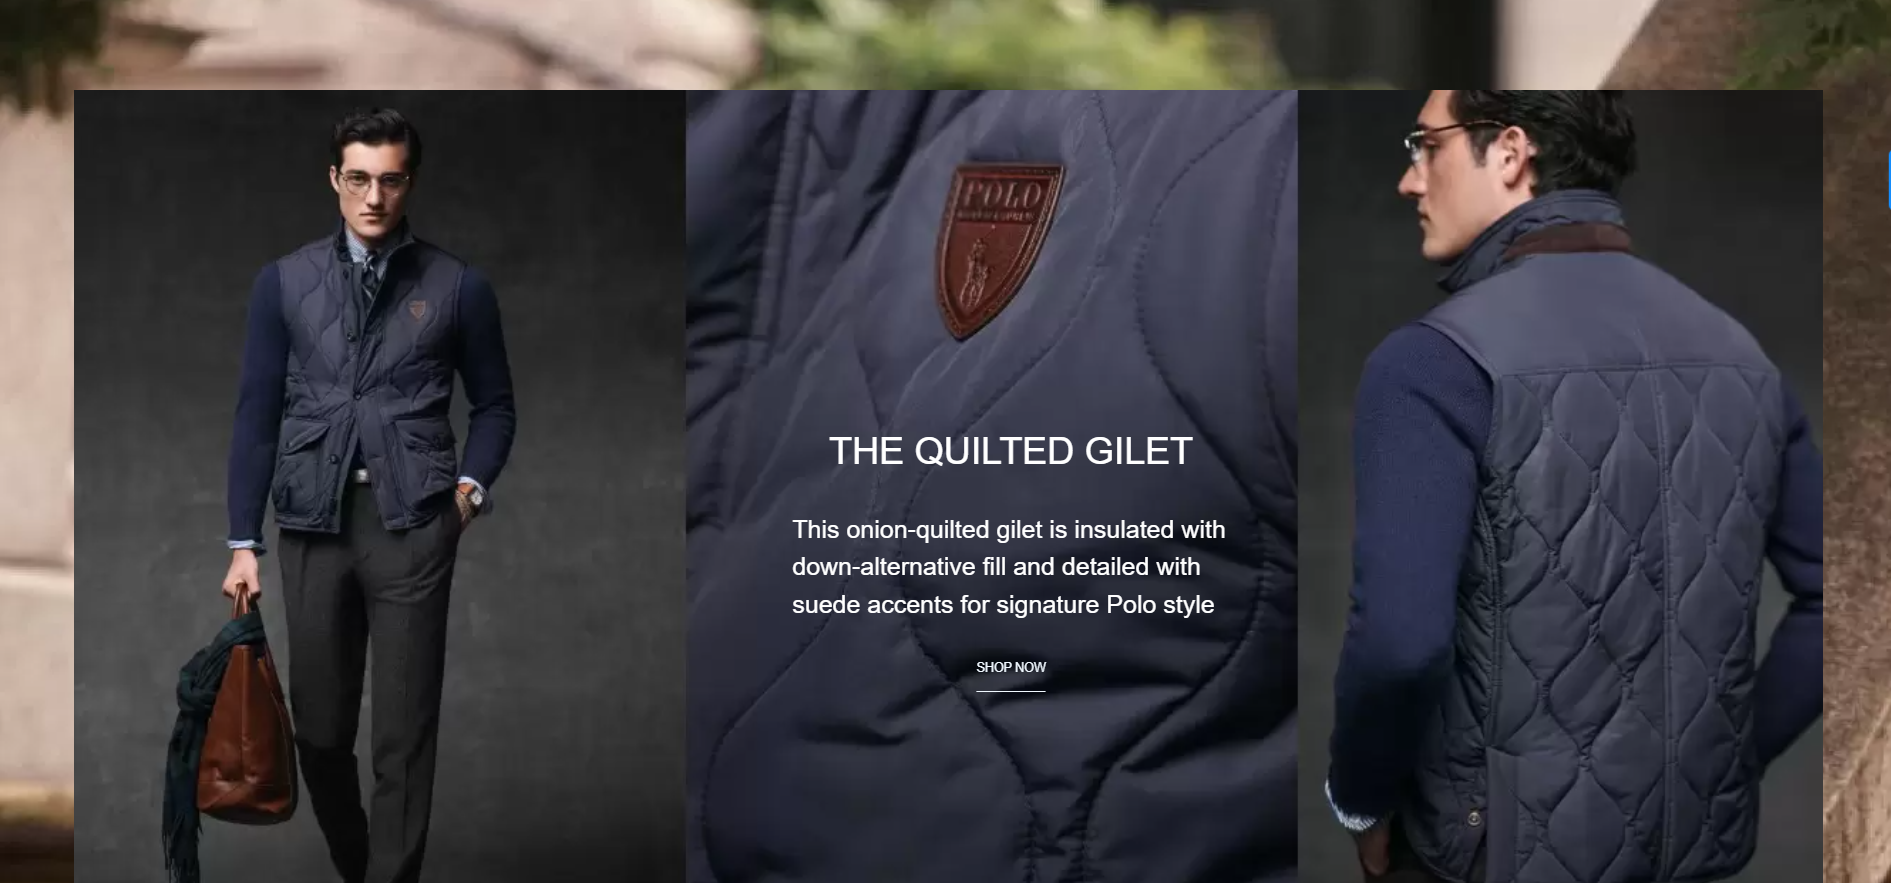 POLO
THE QUILTED GILET
This onion-quilted gilet is insulated with
down-alternative fill and detailed with
suede accents for signature Polo style
SHOP NOW